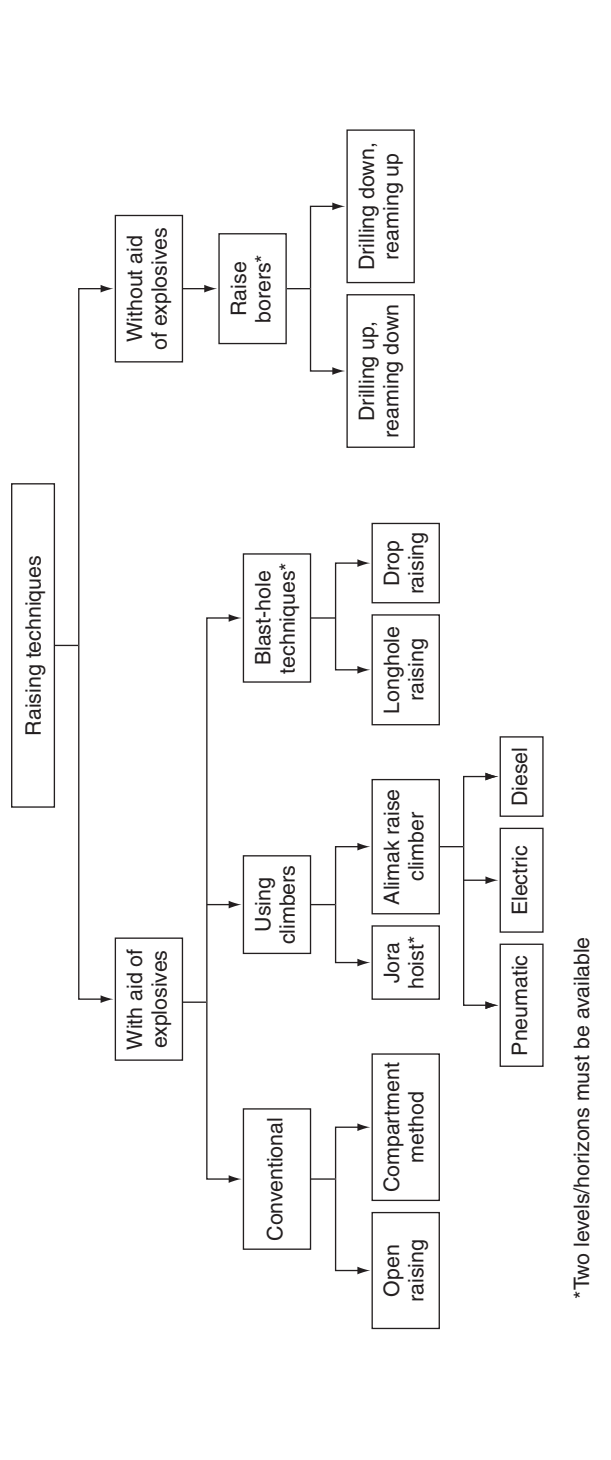 Raising techniques
With aid of
explosives
Without aid
of explosives
Conventional
Using
climbers
Blast-hole
techniques*
Raise
borers*
Open
raising
Compartment
method
Jora
hoist*
Alimak raise
climber
Longhole
raising
Drop
raising
Drilling up,
reaming down
Drilling down,
reaming up
Pneumatic
Electric
Diesel
*Two levels/horizons must be available